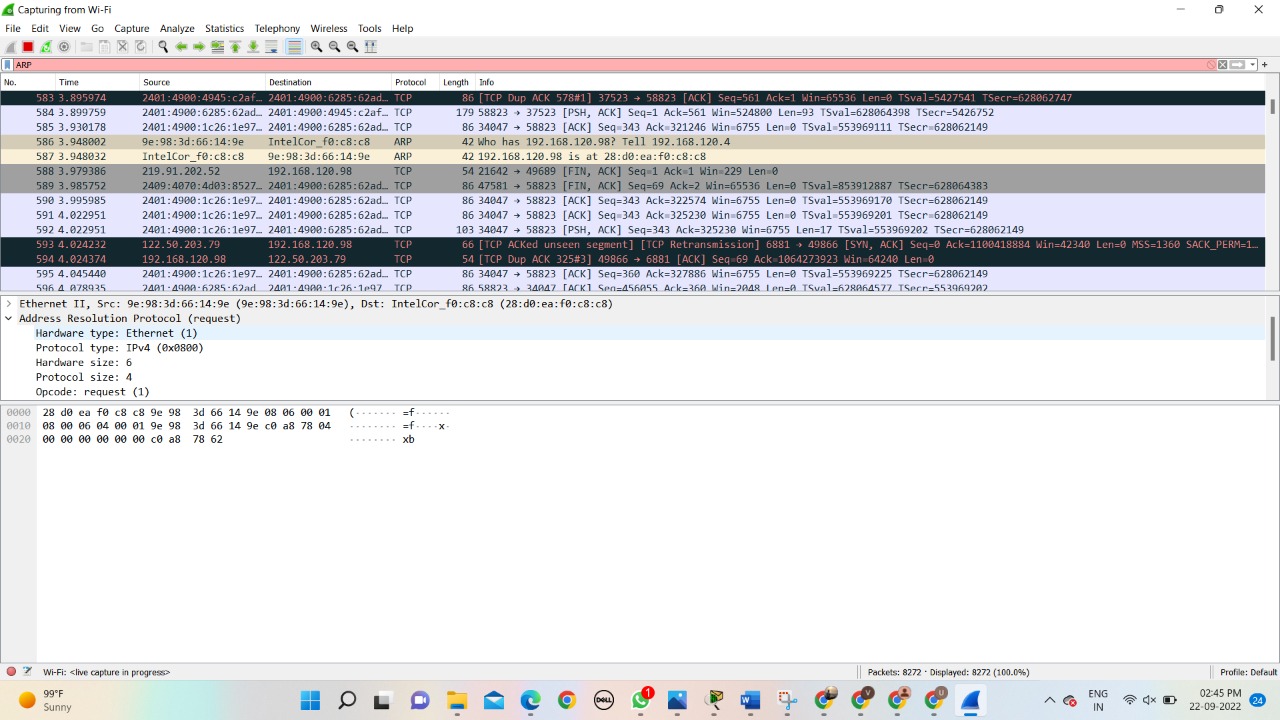 Capturing from Wi-Fi
File Edit View Go Capture Analyze Statistics Telephony Wireless Tools Help
ARP
No. Time Source Destination Protocol Length Info
583 3.895974 2401:4900:4945:c2af… 2401:4900:6285:62ad… TCP 86 [TCP Dup ACK 578#1] 37523 → 58823 [ACK] Seq=561 Ack=1 Win=65536 Len=0 TSval=5427541 TSecr=628062747
584 3.899759 2401:4900:6285:62ad… 2401:4900:4945:c2af… TCP 179 58823 → 37523 [PSH, ACK] Seq=1 Ack=561 Win=524800 Len=93 TSval=628064398 TSecr=5426752
585 3.930178 2401:4900:1c26:1e97… 2401:4900:6285:62ad… TCP 86 34047 → 58823 [ACK] Seq=343 Ack=321246 Win=6755 Len=0 TSval=553969111 TSecr=628062149
586 3.948002 9e:98:3d:66:14:9e IntelCor_f0:c8:c8 ARP 42 Who has 192.168.120.98? Tell 192.168.120.4
587 3.948032 IntelCor_f0:c8:c8 9e:98:3d:66:14:9e ARP 42 192.168.120.98 is at 28:d0:ea:f0:c8:c8
588 3.979386 219.91.202.52 192.168.120.98 TCP 54 21642 → 49689 [FIN, ACK] Seq=1 Ack=1 Win=229 Len=0
589 3.985752 2409:4070:4d03:8527… 2401:4900:6285:62ad… TCP 86 47581 → 58823 [FIN, ACK] Seq=69 Ack=2 Win=65536 Len=0 TSval=853912887 TSecr=628064383
590 3.995985 2401:4900:1c26:1e97… 2401:4900:6285:62ad… TCP 86 34047 → 58823 [ACK] Seq=343 Ack=322574 Win=6755 Len=0 TSval=553969170 TSecr=628062149
591 4.022951 2401:4900:1c26:1e97… 2401:4900:6285:62ad… TCP 86 34047 → 58823 [ACK] Seq=343 Ack=325230 Win=6755 Len=0 TSval=553969201 TSecr=628062149
592 4.022951 2401:4900:1c26:1e97… 2401:4900:6285:62ad… TCP 103 34047 → 58823 [PSH, ACK] Seq=343 Ack=325230 Win=6755 Len=17 TSval=553969202 TSecr=628062149
593 4.024232 122.50.203.79 192.168.120.98 TCP 66 [TCP ACKed unseen segment] [TCP Retransmission] 6881 → 49866 [SYN, ACK] Seq=0 Ack=1100418884 Win=42340 Len=0 MSS=1360 SACK_PERM=1…
594 4.024374 192.168.120.98 122.50.203.79 TCP 54 [TCP Dup ACK 325#3] 49866 → 6881 [ACK] Seq=69 Ack=1064273923 Win=64240 Len=0
595 4.045440 2401:4900:1c26:1e97… 2401:4900:6285:62ad… TCP 86 34047 → 58823 [ACK] Seq=360 Ack=327886 Win=6755 Len=0 TSval=553969225 TSecr=628062149
596 4.078935 2401:4900:6285:62ad… 2401:4900:1c26:1e97… TCP 86 58823 → 34047 [ACK] Seq=456055 Ack=360 Win=2048 Len=0 TSval=628064577 TSecr=553969202
Ethernet II, Src: 9e:98:3d:66:14:9e (9e:98:3d:66:14:9e), Dst: IntelCor_f0:c8:c8 (28:d0:ea:f0:c8:c8)
Address Resolution Protocol (request)
Hardware type: Ethernet (1)
Protocol type: IPv4 (0x0800)
Hardware size: 6
Protocol size: 4
Opcode: request (1)
0000 28 d0 ea f0 c8 c8 9e 98 3d 66 14 9e 08 06 00 01 (······· =f······
0010 08 00 06 04 00 01 9e 98 3d 66 14 9e c0 a8 78 04 ········ =f····x·
0020 00 00 00 00 00 00 c0 a8 78 62 ········ xb
Wi-Fi: <live capture in progress> Packets: 8272 · Displayed: 8272 (100.0%) Profile: Default
99°F
Sunny
DELL
1
ENG
IN
02:45 PM
22-09-2022
24